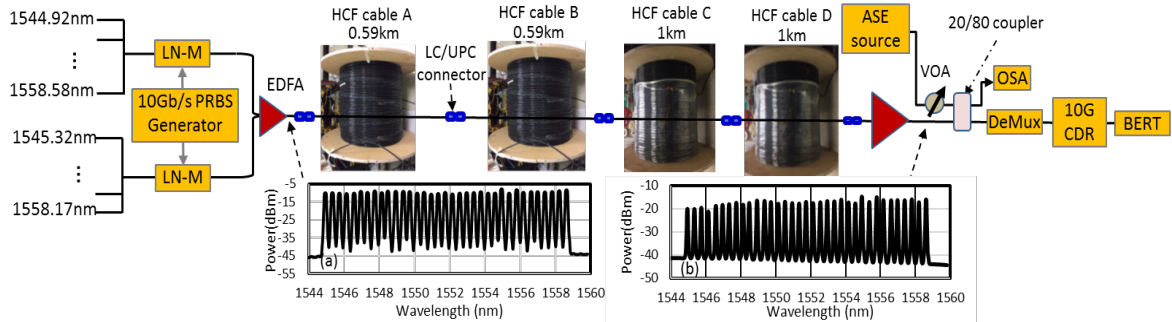 1544.92nm
⋮
1558.58nm
1545.32nm
⋮
1558.17nm
LN-M
10Gb/s PRBS
Generator
LN-M
EDFA
HCF cable A
0.59km
LC/UPC
connector
HCF cable B
0.59km
HCF cable C
1km
HCF cable D
1km
ASE
source
VOA
20/80 coupler
OSA
DeMux
10G
CDR
BERT
Power(dBm)
-5
-15
-25
-35
-45
-55
(a)
1544 1546 1548 1550 1552 1554 1556 1558 1560
Wavelength (nm)
Power(dBm)
-10
-20
-30
-40
-50
(b)
1544 1546 1548 1550 1552 1554 1556 1558 1560
Wavelength (nm)